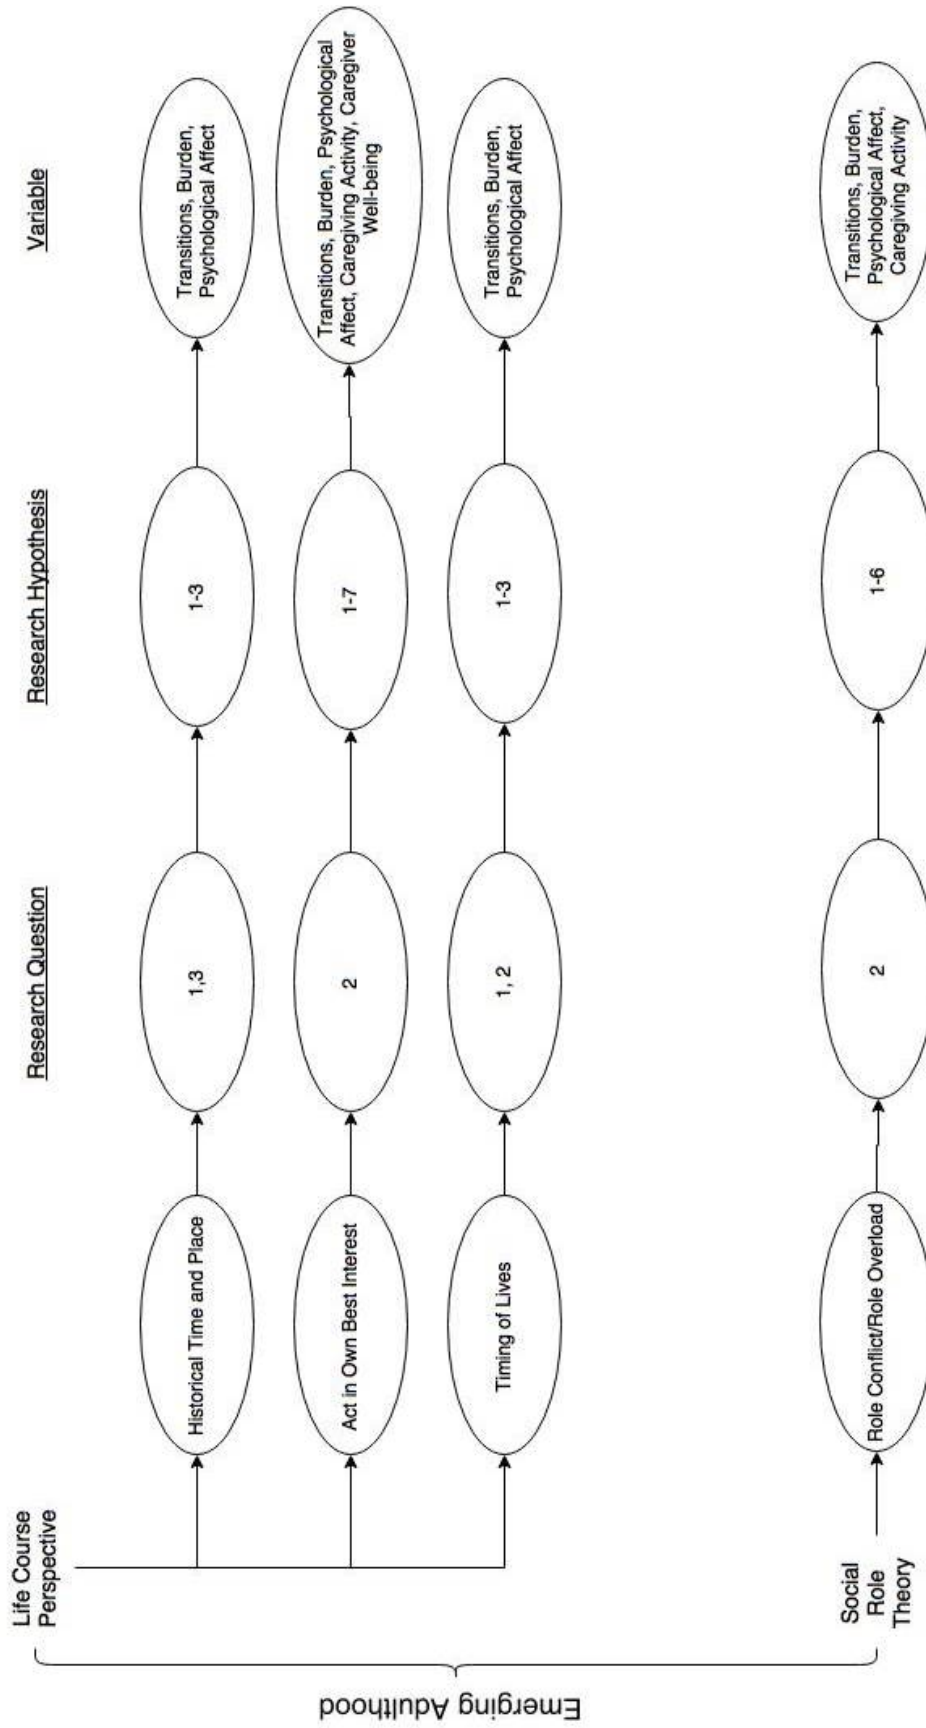 Research Question
Research Hypothesis
Variable
Life Course
Perspective
Historical Time and Place
1,3
1-3
Transitions, Burden,
Psychological Affect
Act in Own Best Interest
2
1-7
Transitions, Burden, Psychological
Affect, Caregiving Activity, Caregiver
Well-being
Timing of Lives
1, 2
1-3
Transitions, Burden,
Psychological Affect
Social
Role
Theory
Role Conflict/Role Overload
2
1-6
Transitions, Burden,
Psychological Affect,
Caregiving Activity
Emerging Adulthood